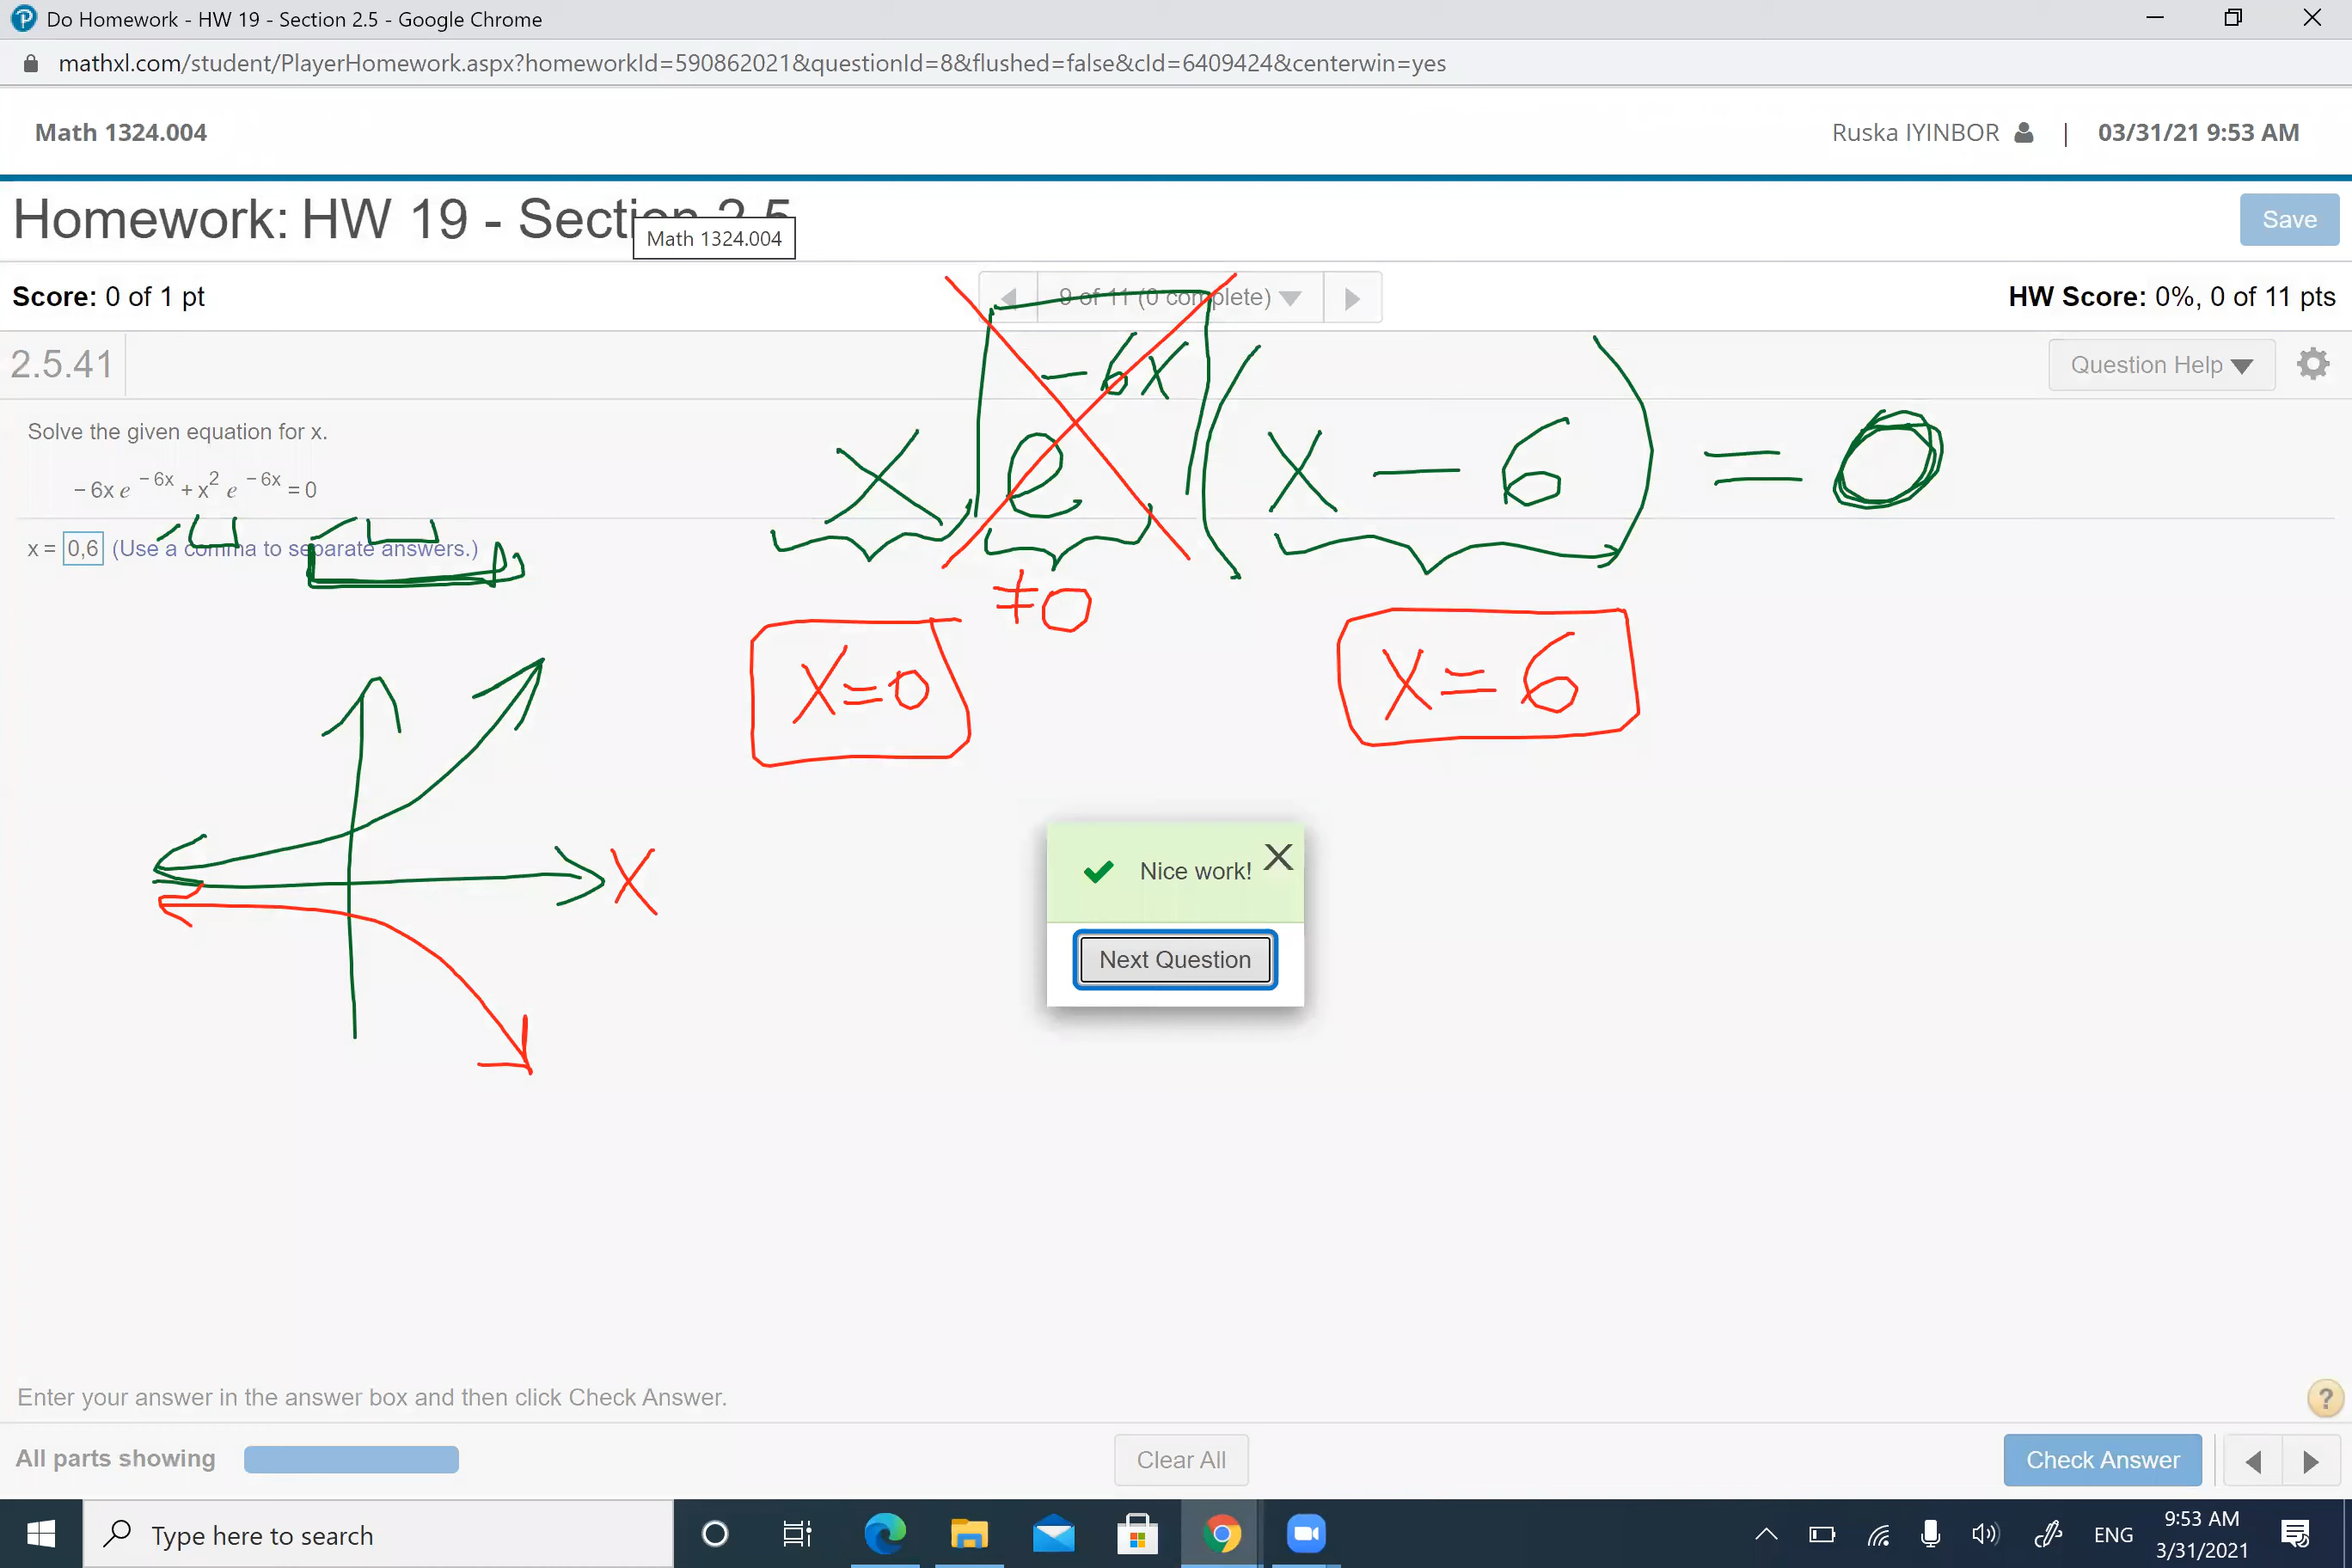 Do Homework - HW 19 - Section 2.5 - Google Chrome
mathxl.com/student/PlayerHomework.aspx?homeworkId=590862021&questionId=8&flushed=false&cId=6409424&centerwin=yes
Math 1324.004
Ruska IYINBOR | 03/31/21 9:53 AM
Homework: HW 19 - Section 2.5
Math 1324.004
Save
Score: 0 of 1 pt
9 of 11 (0 complete)
HW Score: 0%, 0 of 11 pts
2.5.41
Question Help
Solve the given equation for x.
- 6x e ^{- 6x} + x^2 e ^{- 6x} = 0
x = 0,6 (Use a comma to separate answers.)
x e^{-6x} (x - 6) = 0
≠0
x=0
x=6
X
Nice work!
Next Question
Enter your answer in the answer box and then click Check Answer.
?
All parts showing
Clear All
Check Answer
Type here to search
ENG
9:53 AM
3/31/2021